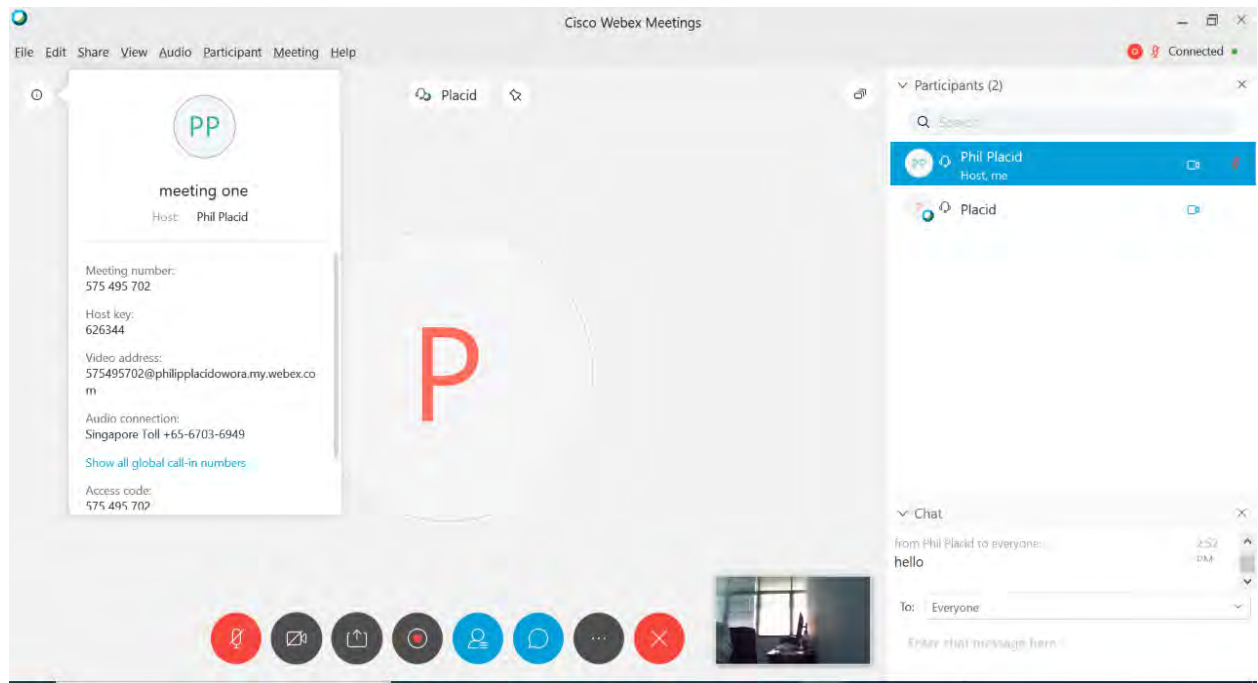 Cisco Webex Meetings
File Edit Share View Audio Participant Meeting Help
Connected
PP
meeting one
Host: Phil Placid
Meeting number:
575 495 702
Host key:
626344
Video address:
575495702@philipplacidowora.my.webex.co
m
Audio connection:
Singapore Toll +65-6703-6949
Show all global call-in numbers
Access code:
575 495 702
Placid
P
Participants (2)
Search
PP
Phil Placid
Host, me
Placid
Chat
from Phil Placid to everyone:
2:52
PM
hello
To: Everyone
Enter chat message here